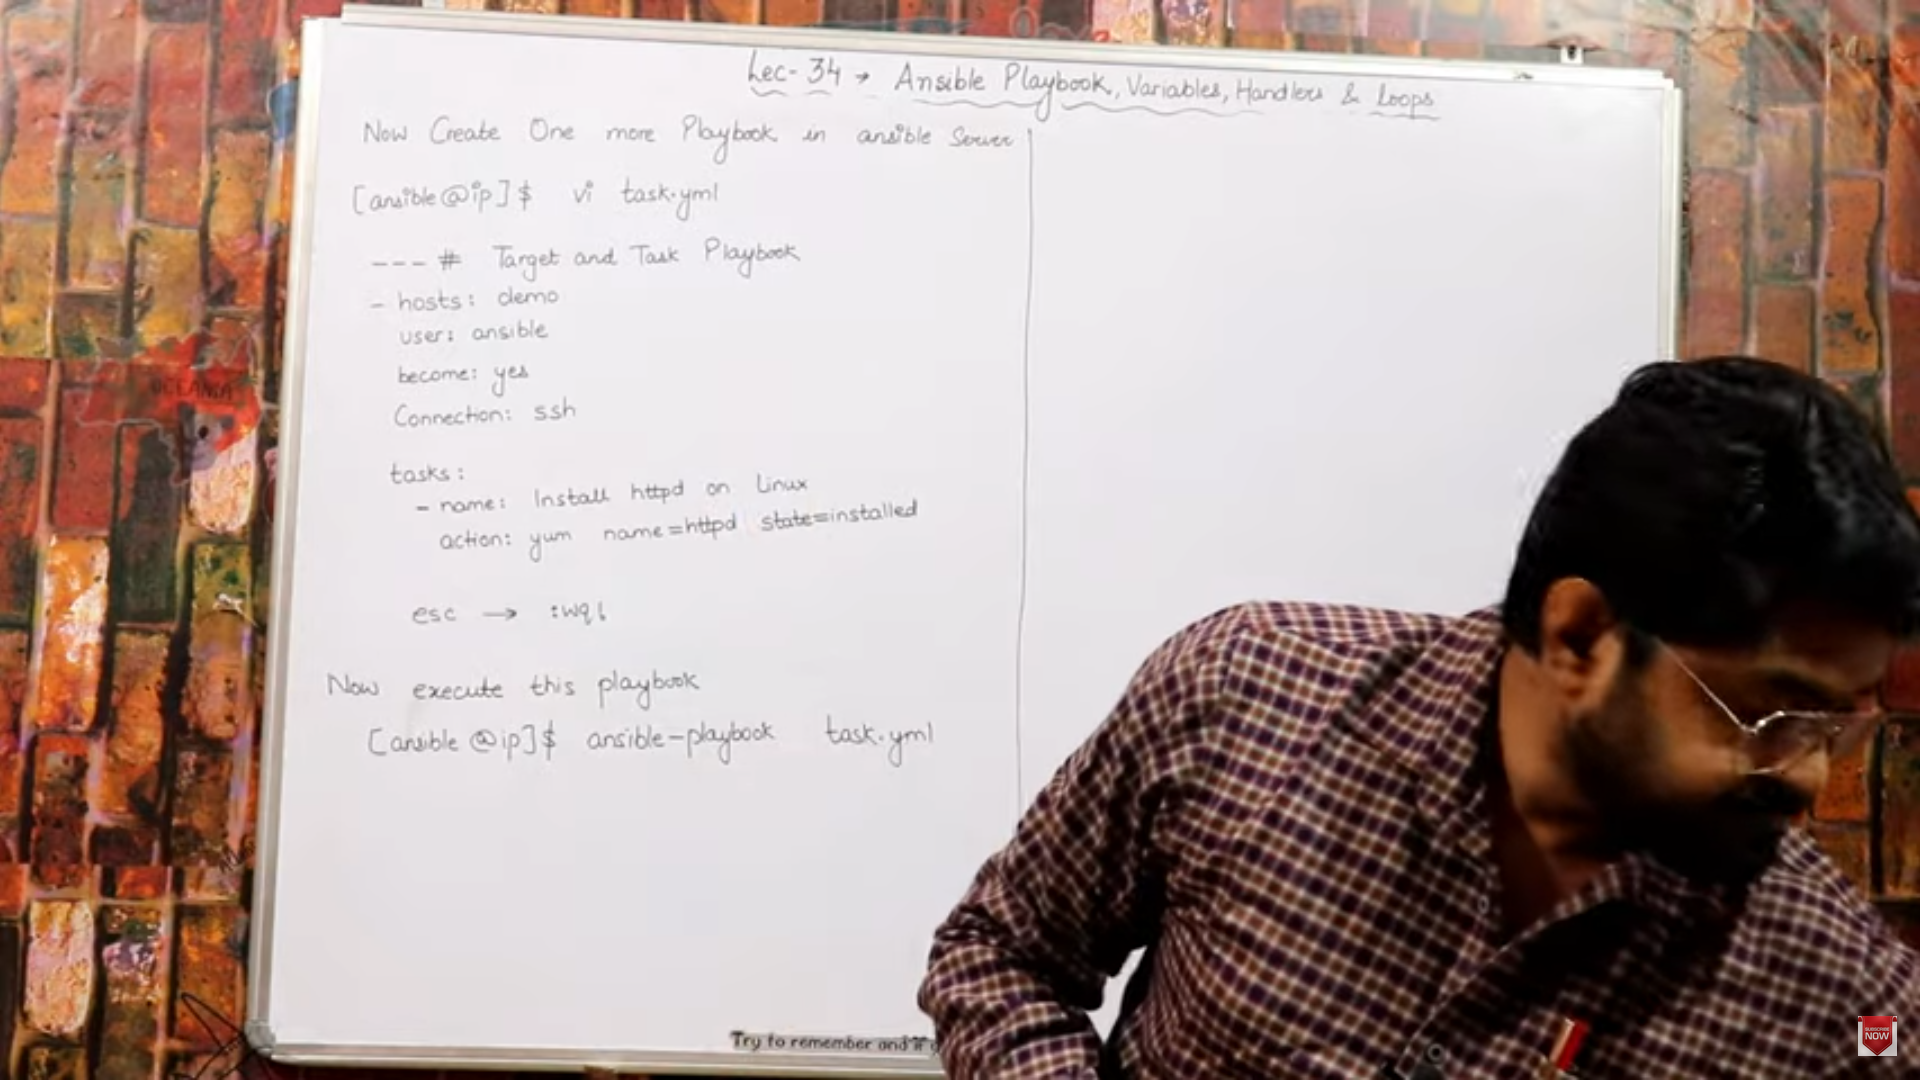 Lec- 34 → Ansible Playbook, Variables, Handlers & Loops
Now Create One more Playbook in ansible Server
[ansible@ip]$ vi task.yml
--- # Target and Task Playbook
- hosts: demo
user: ansible
become: yes
Connection: ssh
tasks:
- name: Install httpd on Linux
action: yum name=httpd state=installed
esc → :wq!
Now execute this playbook
[ansible@ip]$ ansible-playbook task.yml
Try to remember and
OCEANIA
SUBSCRIBE
NOW